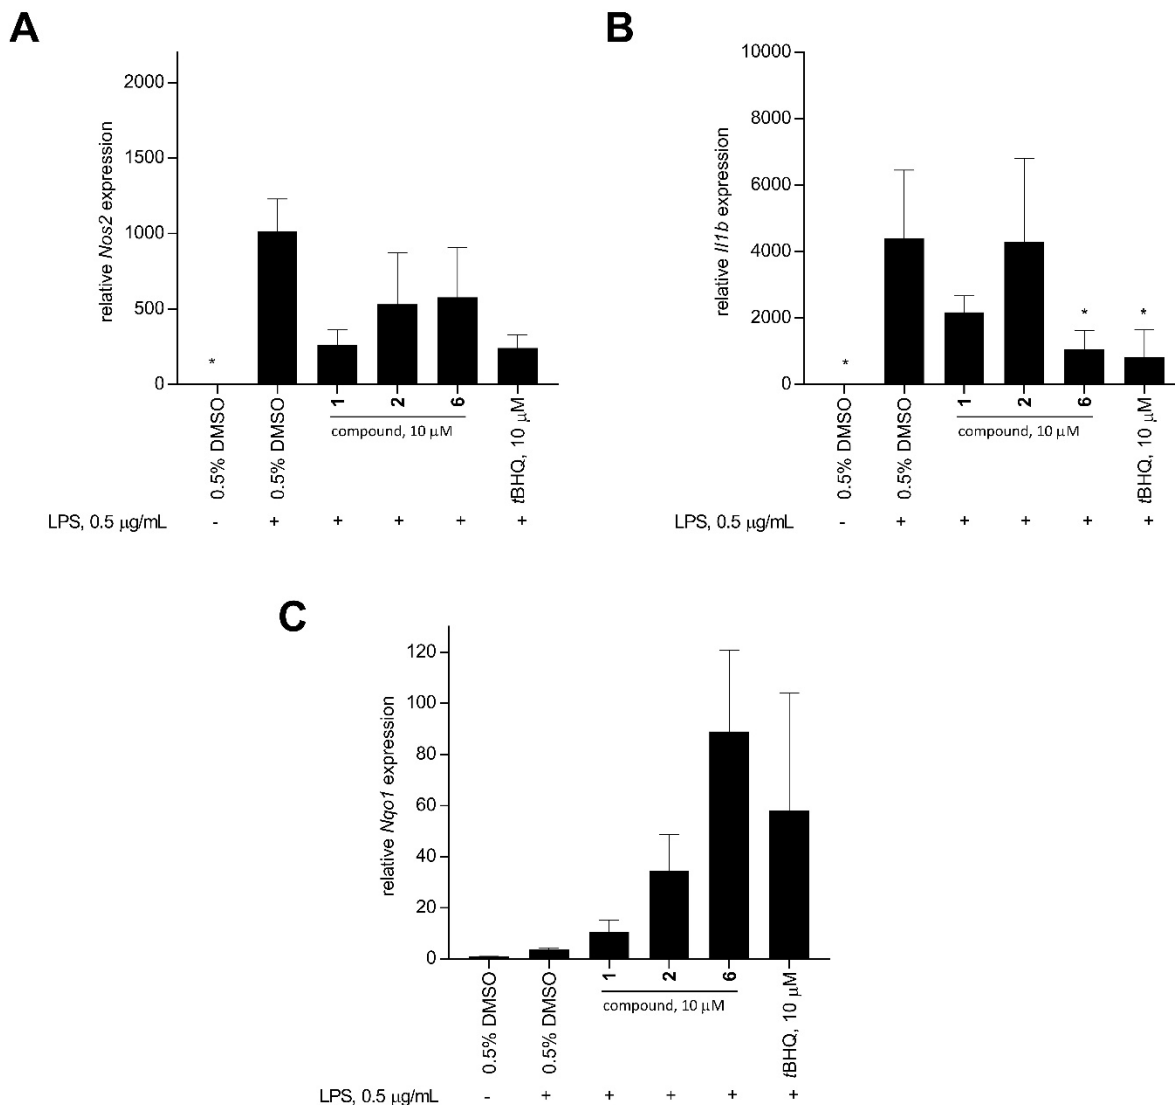 A
relative Nos2 expression
2000
1500
1000
500
0
*
0.5% DMSO
0.5% DMSO
1
2
6
tBHQ, 10 μM
compound, 10 μM
LPS, 0.5 μg/mL - + + + + +
B
relative Il1b expression
10000
8000
6000
4000
2000
0
*
*
*
0.5% DMSO
0.5% DMSO
1
2
6
tBHQ, 10 μM
compound, 10 μM
LPS, 0.5 μg/mL - + + + + +
C
relative Nqo1 expression
120
100
80
60
40
20
0
0.5% DMSO
0.5% DMSO
1
2
6
tBHQ, 10 μM
compound, 10 μM
LPS, 0.5 μg/mL - + + + + +